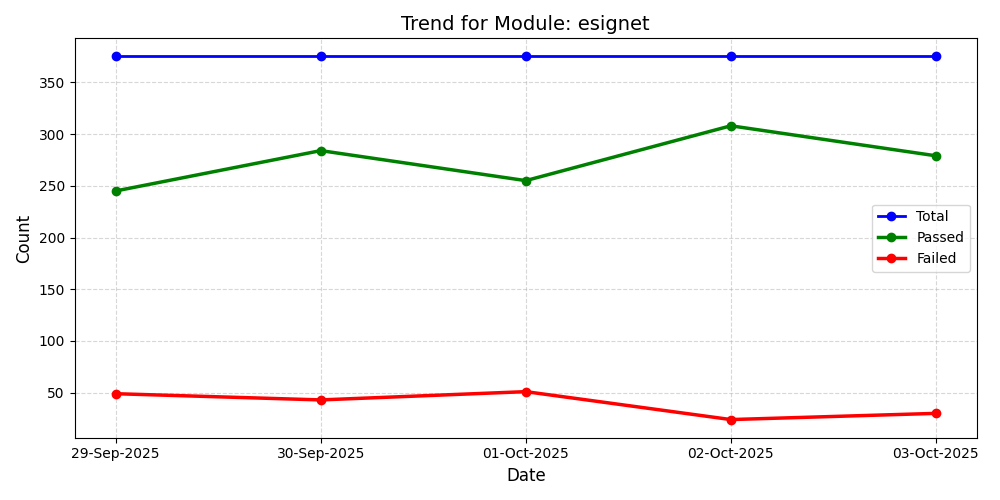 Trend for Module: esignet
Count
350
300
250
200
150
100
50
Total
Passed
Failed
29-Sep-2025
30-Sep-2025
01-Oct-2025
02-Oct-2025
03-Oct-2025
Date